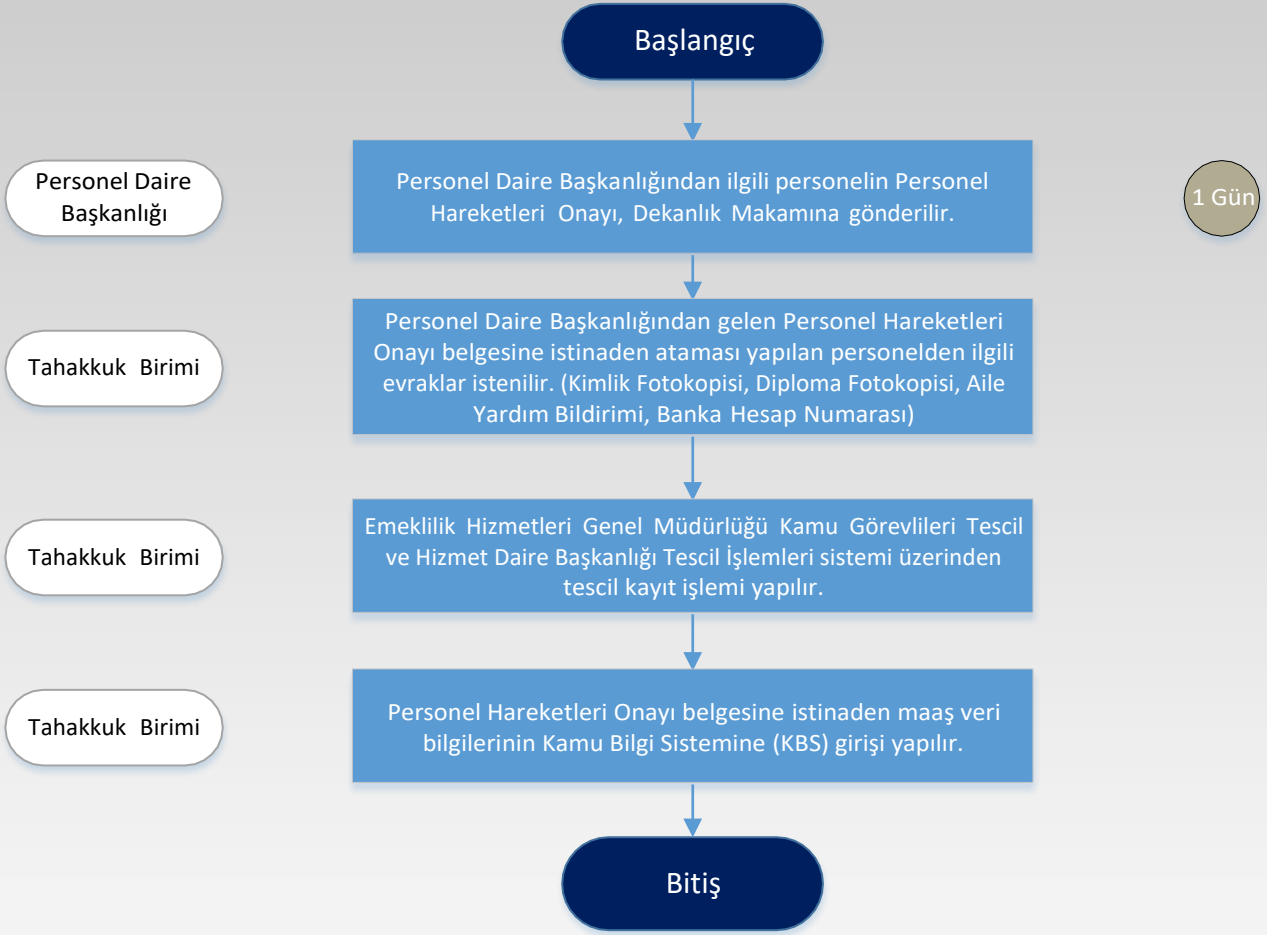 Başlangıç
Personel Daire
Başkanlığı
Personel Daire Başkanlığından ilgili personelin Personel
Hareketleri Onayı, Dekanlık Makamına gönderilir.
1 Gün
Tahakkuk Birimi
Personel Daire Başkanlığından gelen Personel Hareketleri
Onayı belgesine istinaden ataması yapılan personelden ilgili
evraklar istenilir. (Kimlik Fotokopisi, Diploma Fotokopisi, Aile
Yardım Bildirimi, Banka Hesap Numarası)
Tahakkuk Birimi
Emeklilik Hizmetleri Genel Müdürlüğü Kamu Görevlileri Tescil
ve Hizmet Daire Başkanlığı Tescil İşlemleri sistemi üzerinden
tescil kayıt işlemi yapılır.
Tahakkuk Birimi
Personel Hareketleri Onayı belgesine istinaden maaş veri
bilgilerinin Kamu Bilgi Sistemine (KBS) girişi yapılır.
Bitiş